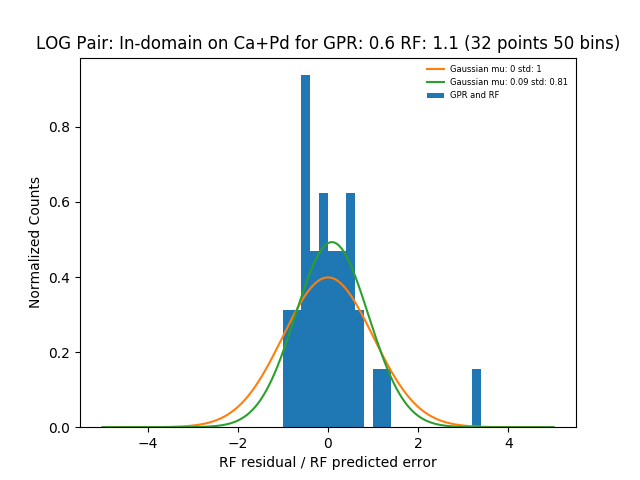 LOG Pair: In-domain on Ca+Pd for GPR: 0.6 RF: 1.1 (32 points 50 bins)
Gaussian mu: 0 std: 1
Gaussian mu: 0.09 std: 0.81
GPR and RF
Normalized Counts
0.8
0.6
0.4
0.2
0.0
−4 −2 0 2 4
RF residual / RF predicted error